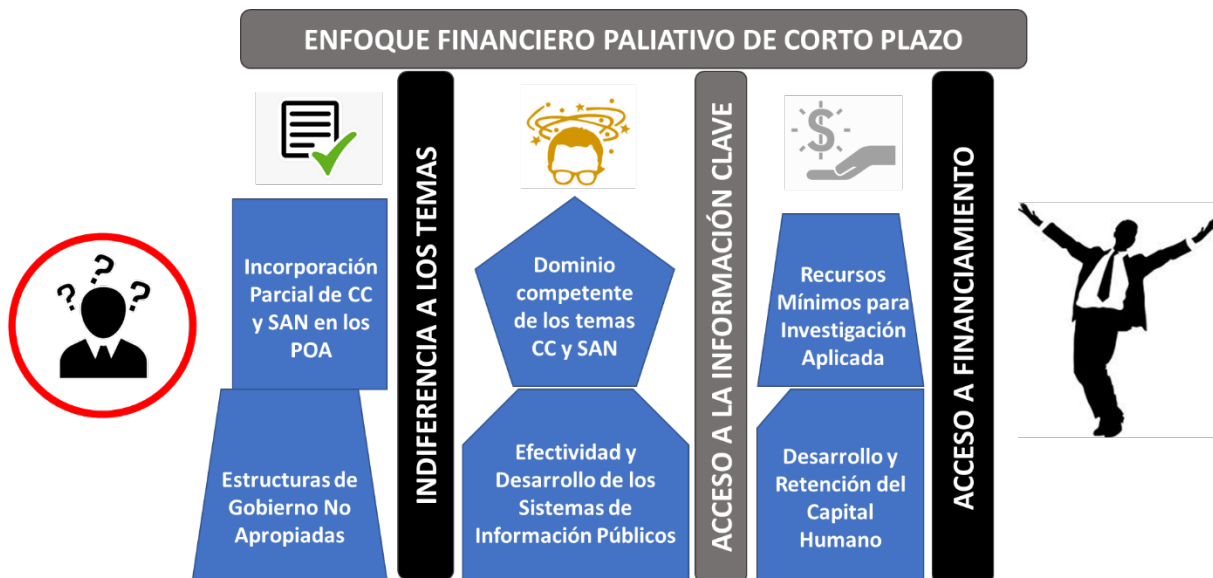 ENFOQUE FINANCIERO PALIATIVO DE CORTO PLAZO
Incorporación
Parcial de CC
y SAN en los
POA
Estructuras de
Gobierno No
Apropiadas
INDIFERENCIA A LOS TEMAS
Dominio
competente
de los temas
CC y SAN
Efectividad y
Desarrollo de los
Sistemas de
Información Públicos
ACCESO A LA INFORMACIÓN CLAVE
$
Recursos
Mínimos para
Investigación
Aplicada
Desarrollo y
Retención del
Capital
Humano
ACCESO A FINANCIAMIENTO
? ? ?